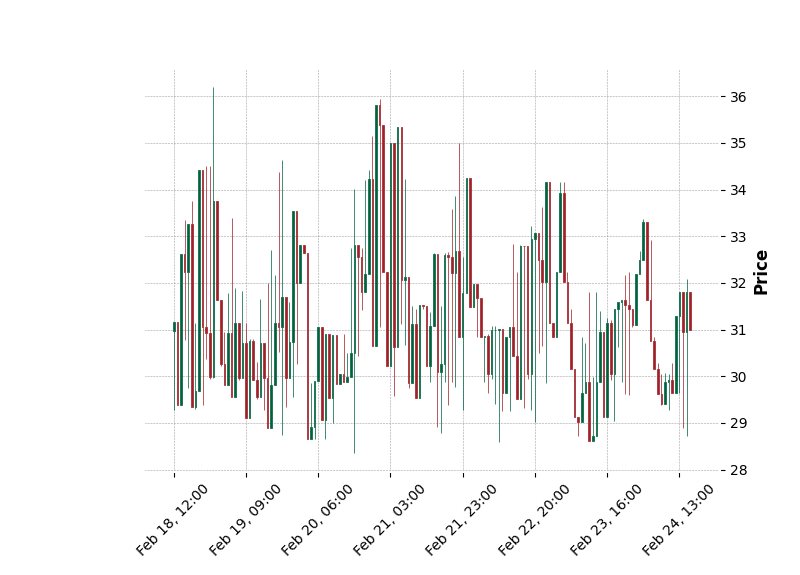 36
35
34
33
32
31
30
29
28
Price
Feb 18, 12:00
Feb 19, 09:00
Feb 20, 06:00
Feb 21, 03:00
Feb 21, 23:00
Feb 22, 20:00
Feb 23, 16:00
Feb 24, 13:00